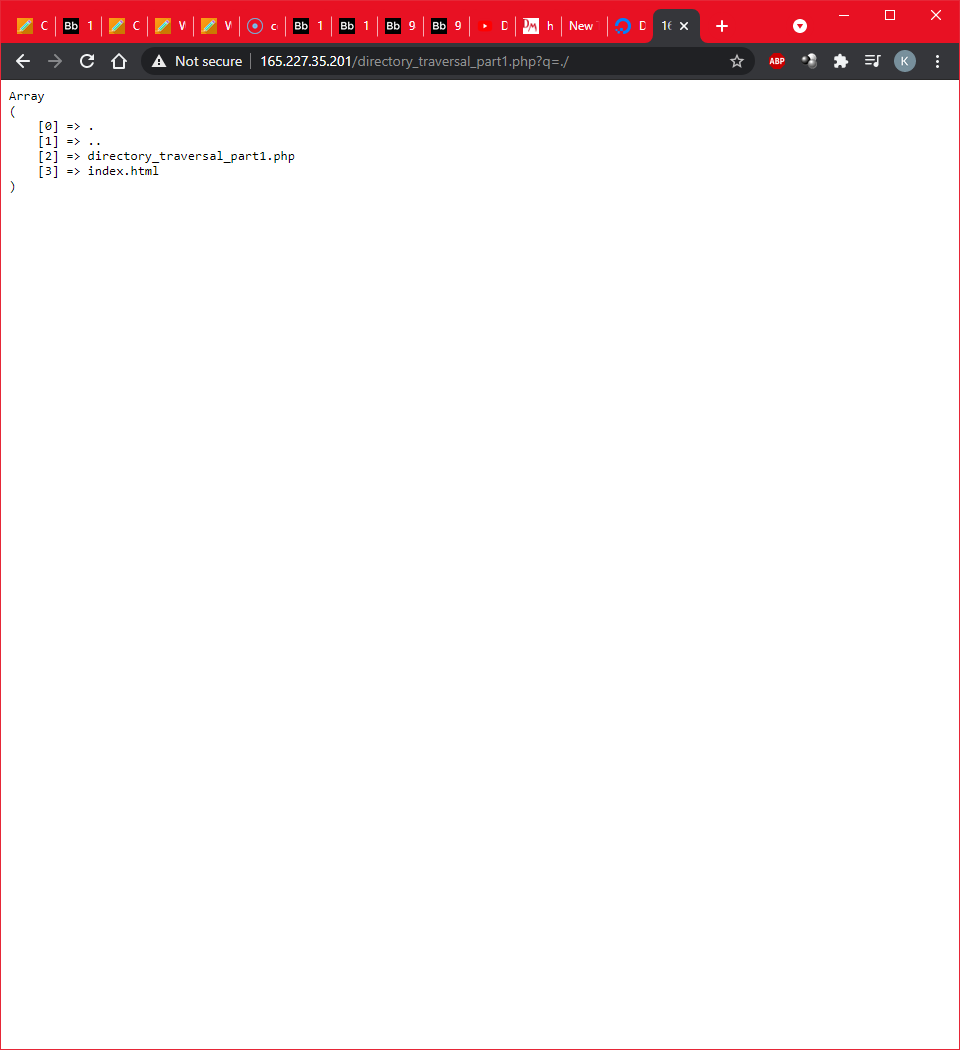 C
Bb 1
C
W
W
c
Bb 1
Bb 1
Bb 9
Bb 9
D
DM h
New
D
16
Not secure
165.227.35.201/directory_traversal_part1.php?q=./
ABP
K
Array
(
[0] => .
[1] => ..
[2] => directory_traversal_part1.php
[3] => index.html
)